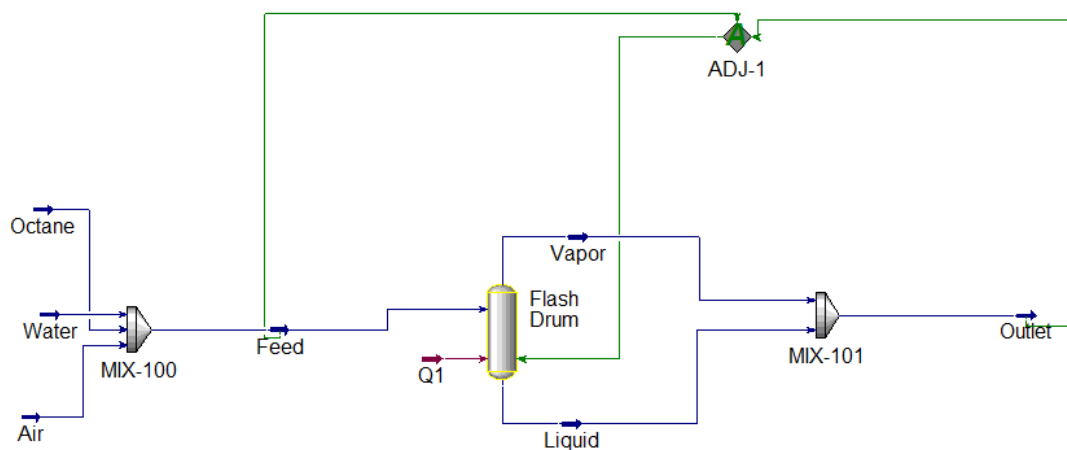 A
ADJ-1
Octane
Vapor
Flash
Drum
Water
Feed
Outlet
MIX-100
MIX-101
Q1
Air
Liquid